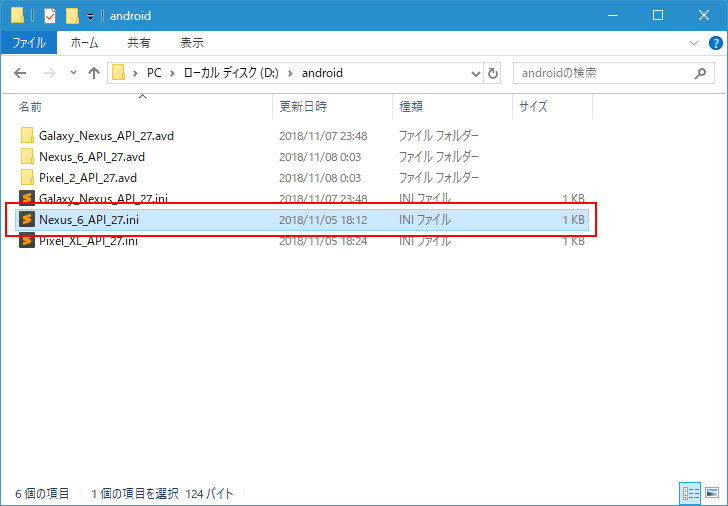 android
ファイル ホーム 共有 表示
PC ローカル ディスク (D:) android androidの検索
名前 更新日時 種類 サイズ
Galaxy_Nexus_API_27.avd 2018/11/07 23:48 ファイル フォルダー
Nexus_6_API_27.avd 2018/11/08 0:03 ファイル フォルダー
Pixel_2_API_27.avd 2018/11/08 0:03 ファイル フォルダー
Galaxy_Nexus_API_27.ini 2018/11/07 23:48 INI ファイル 1 KB
Nexus_6_API_27.ini 2018/11/05 18:12 INI ファイル 1 KB
Pixel_XL_API_27.ini 2018/11/05 18:24 INI ファイル 1 KB
6 個の項目 1 個の項目を選択 124 バイト